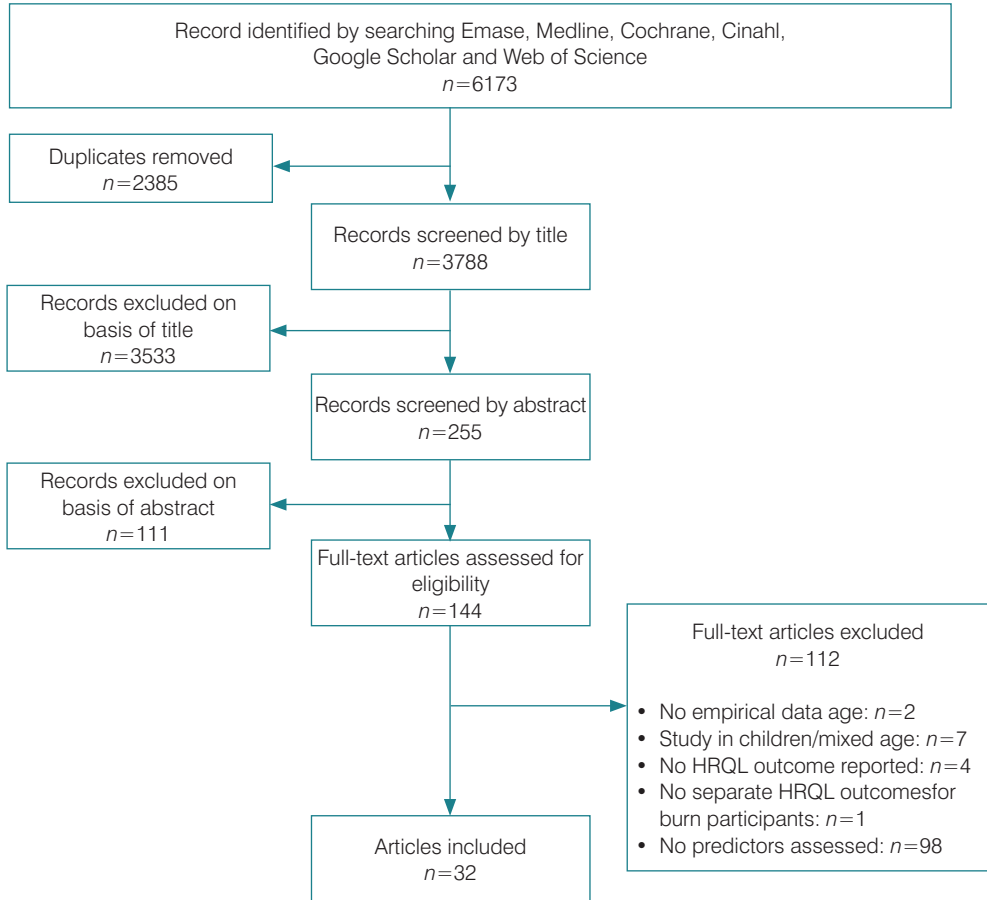 Record identified by searching Emase, Medline, Cochrane, Cinahl,
Google Scholar and Web of Science
n=6173
Duplicates removed
n=2385
Records screened by title
n=3788
Records excluded on
basis of title
n=3533
Records screened by abstract
n=255
Records excluded on
basis of abstract
n=111
Full-text articles assessed for
eligibility
n=144
Full-text articles excluded
n=112
• No empirical data age: n=2
• Study in children/mixed age: n=7
• No HRQL outcome reported: n=4
• No separate HRQL outcomesfor
burn participants: n=1
• No predictors assessed: n=98
Articles included
n=32